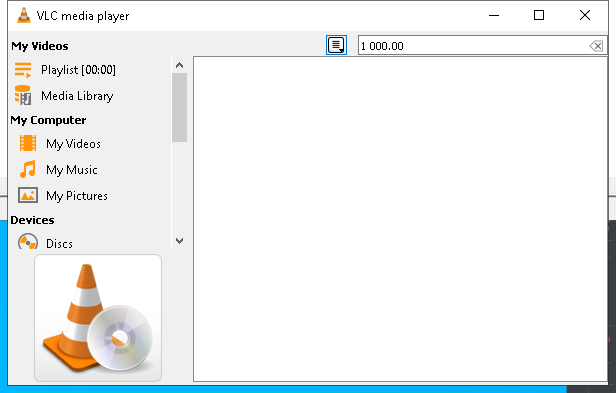 VLC media player
My Videos
1 000.00
Playlist [00:00]
Media Library
My Computer
My Videos
My Music
My Pictures
Devices
Discs